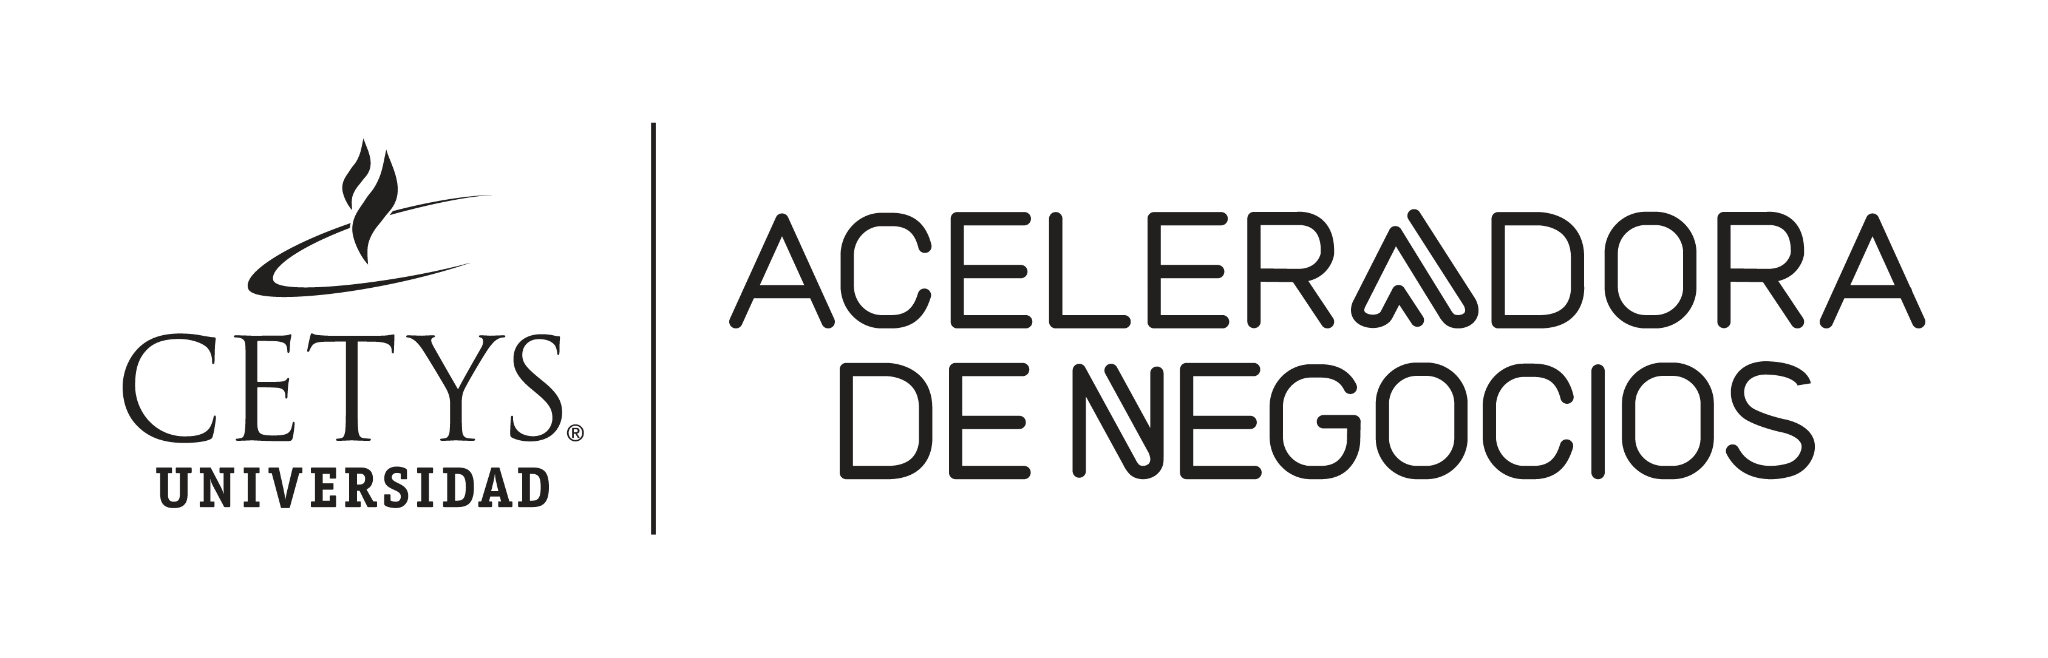 CETYS®
UNIVERSIDAD
ACELERADORA
DE NEGOCIOS